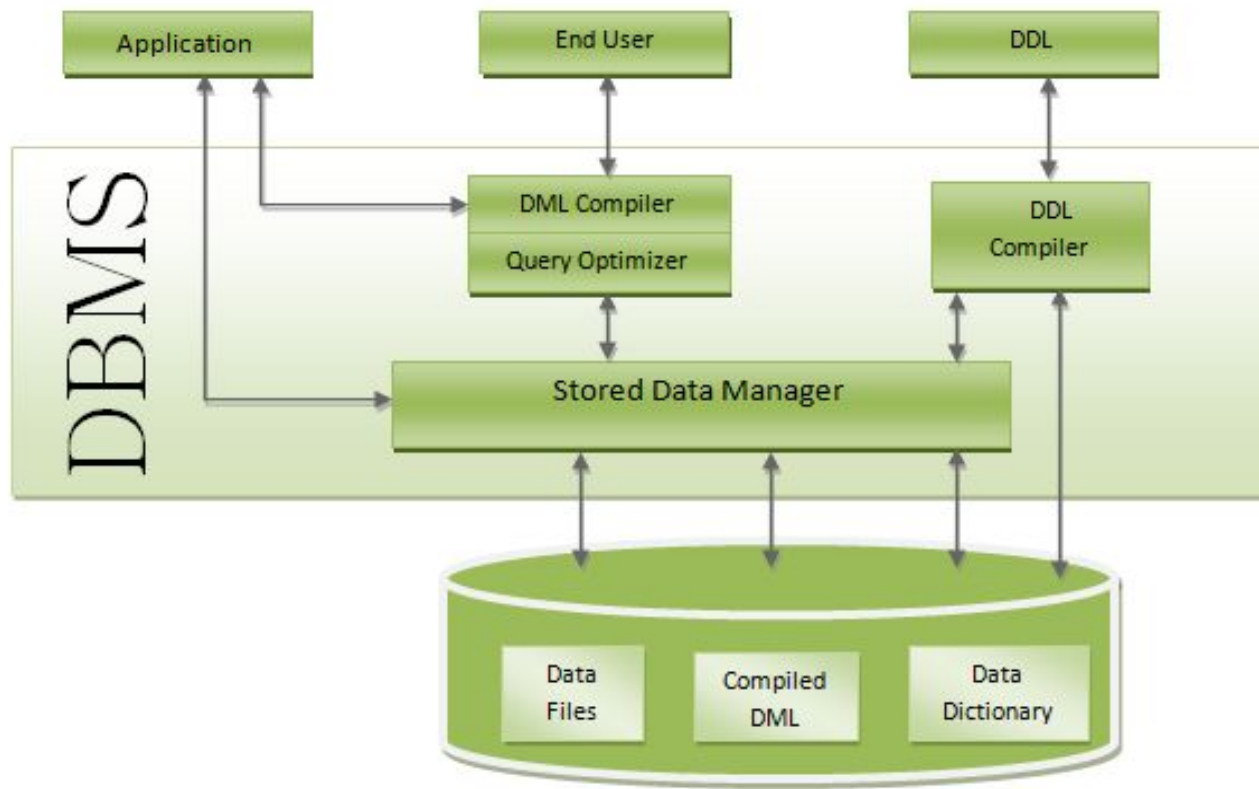 Application
End User
DDL
DBMS
DML Compiler
Query Optimizer
DDL
Compiler
Stored Data Manager
Data
Files
Compiled
DML
Data
Dictionary